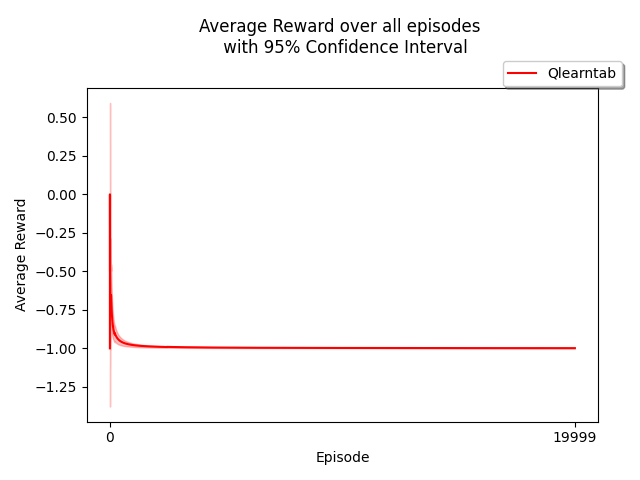 Average Reward over all episodes
with 95% Confidence Interval
Qlearntab
0.50
0.25
0.00
−0.25
−0.50
−0.75
−1.00
−1.25
Average Reward
0
19999
Episode